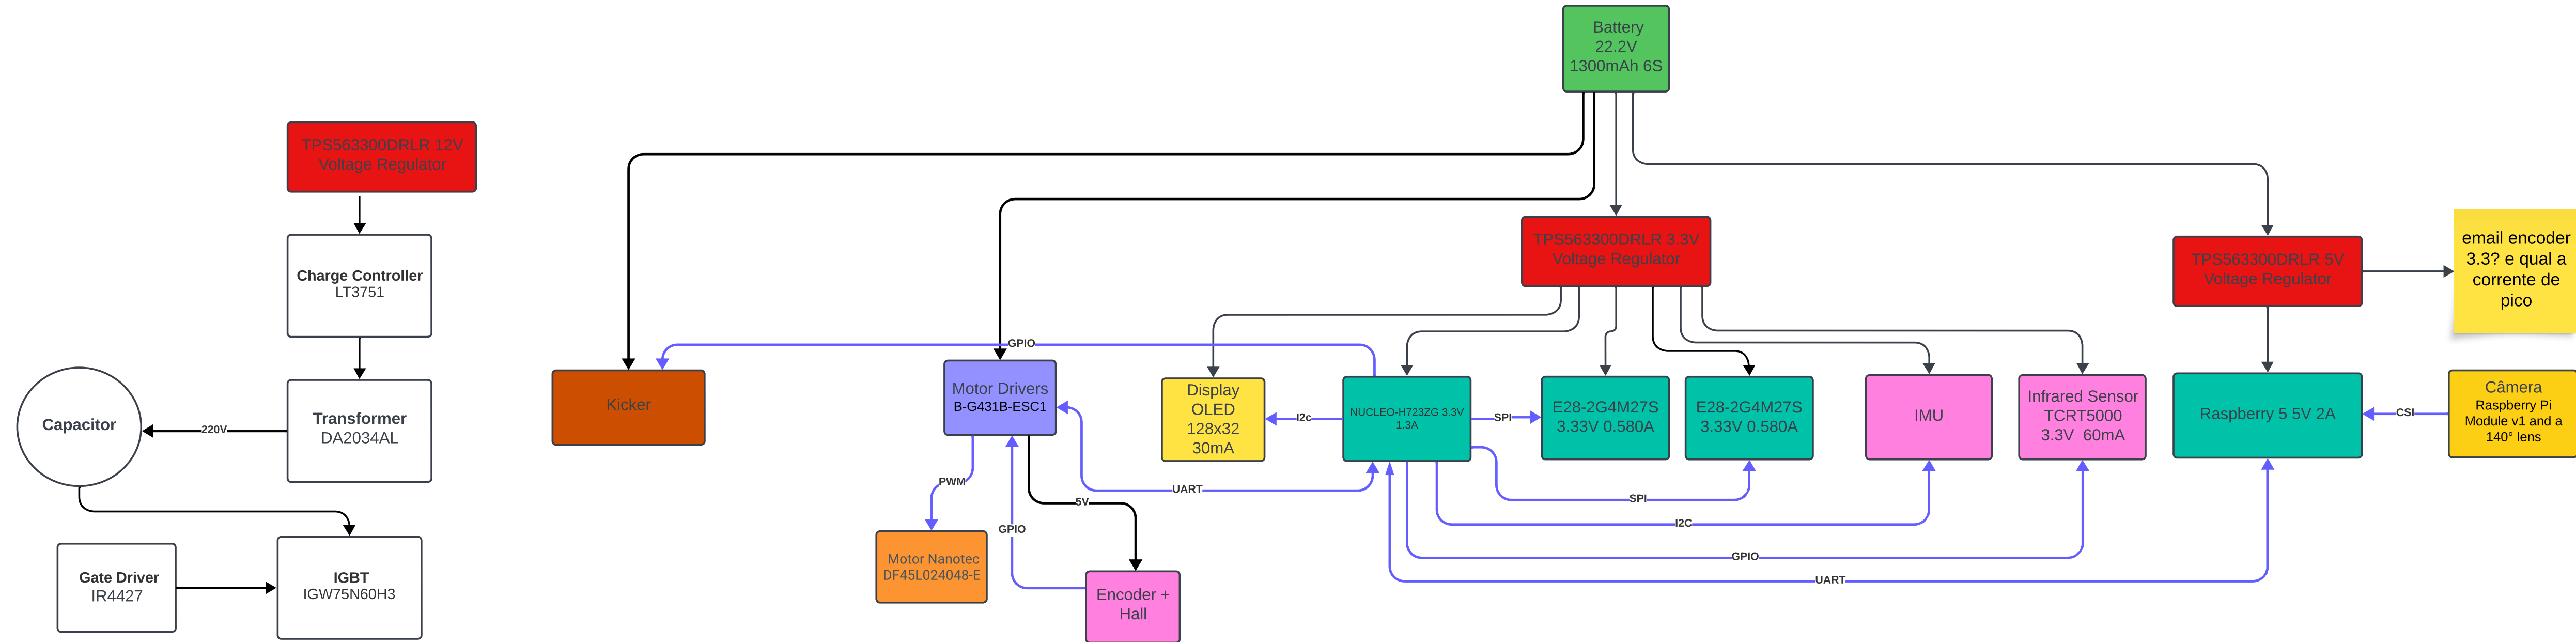 Battery
22.2V
1300mAh 6S
TPS563300DRLR 12V
Voltage Regulator
Charge Controller
LT3751
Transformer
DA2034AL
Capacitor
220V
Gate Driver
IR4427
IGBT
IGW75N60H3
Kicker
GPIO
Motor Drivers
B-G431B-ESC1
PWM
GPIO
5V
UART
Motor Nanotec
DF45L024048-E
Encoder +
Hall
TPS563300DRLR 3.3V
Voltage Regulator
Display
OLED
128x32
30mA
I2c
NUCLEO-H723ZG 3.3V
1.3A
SPI
E28-2G4M27S
3.33V 0.580A
E28-2G4M27S
3.33V 0.580A
SPI
IMU
I2C
Infrared Sensor
TCRT5000
3.3V  60mA
GPIO
UART
TPS563300DRLR 5V
Voltage Regulator
Raspberry 5 5V 2A
CSI
email encoder
3.3? e qual a
corrente de
pico
Câmera
Raspberry Pi
Module v1 and a
140° lens